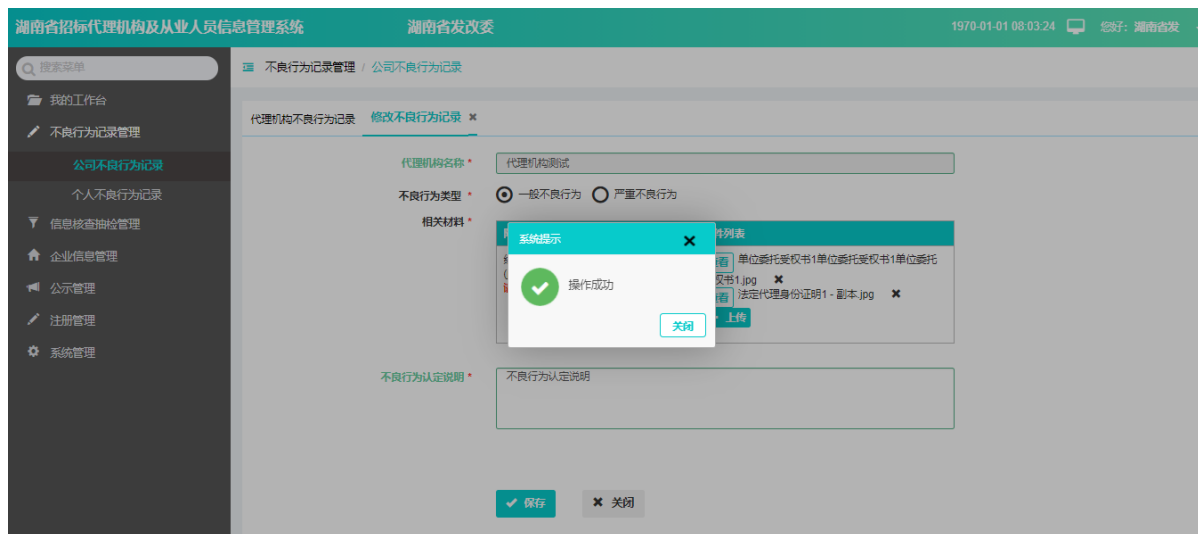 湖南省招标代理机构及从业人员信息管理系统 湖南省发改委 1970-01-01 08:03:24 您好: 湖南省发
搜索菜单
不良行为记录管理 / 公司不良行为记录
我的工作台
不良行为记录管理
公司不良行为记录
个人不良行为记录
信息核查抽检管理
企业信息管理
公示管理
注册管理
系统管理
代理机构不良行为记录 修改不良行为记录 ×
代理机构名称 * 代理机构测试
不良行为类型 * 一般不良行为 严重不良行为
相关材料 *
件列表
看 单位委托受权书1单位委托受权书1单位委托
权书1.jpg ×
法定代理身份证明1 - 副本.jpg ×
上传
系统提示 ×
操作成功
关闭
不良行为认定说明 * 不良行为认定说明
保存 × 关闭